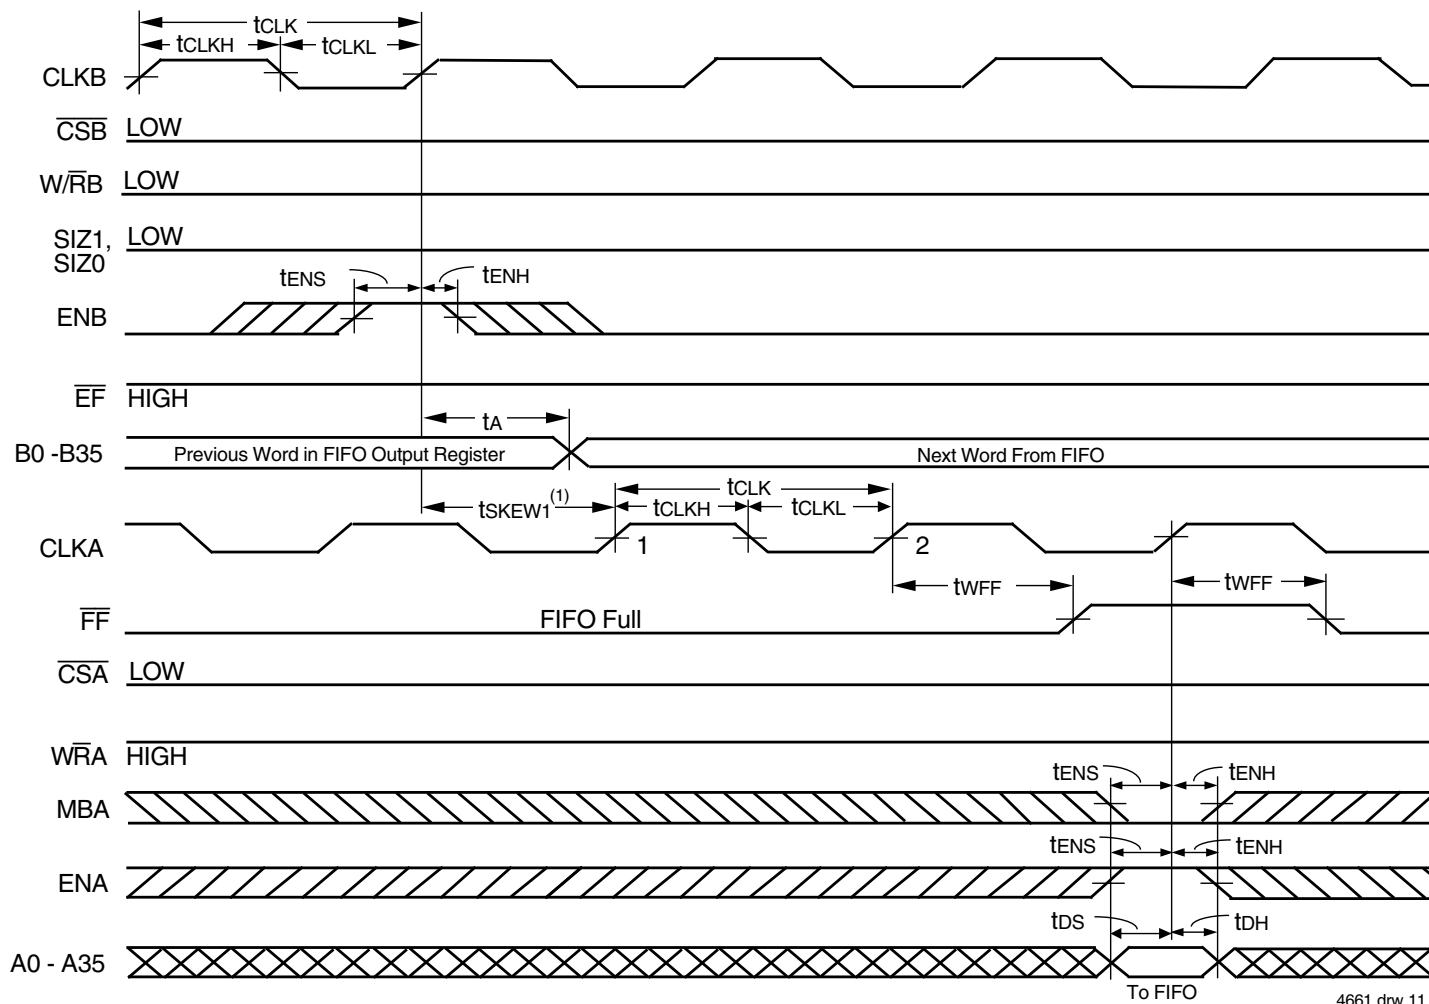 tCLK
tCLKH
tCLKL
CLKB
CSB
LOW
W/RB
LOW
SIZ1,
SIZ0
LOW
tENS
tENH
ENB
EF
HIGH
tA
B0 -B35
Previous Word in FIFO Output Register
Next Word From FIFO
tSKEW1(1)
tCLK
tCLKH
tCLKL
CLKA
1
2
tWFF
tWFF
FF
FIFO Full
CSA
LOW
WRA
HIGH
tENS
tENH
MBA
tENS
tENH
ENA
tDS
tDH
A0 - A35
To FIFO
4661 drw 11